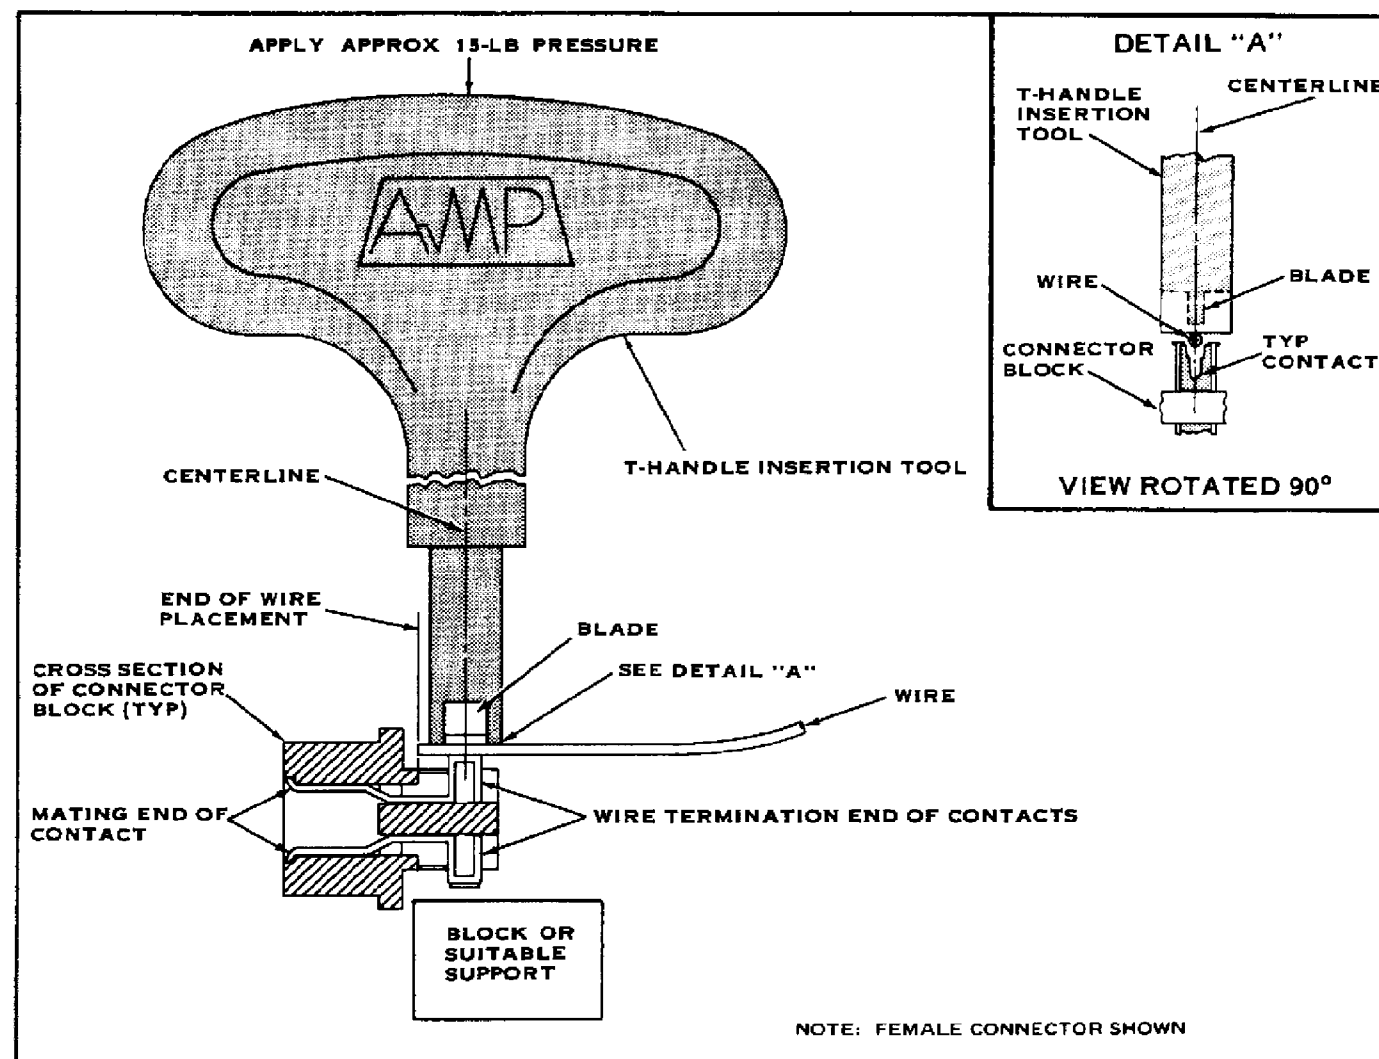 APPLY APPROX 15-LB PRESSURE
AMP
CENTERLINE
T-HANDLE INSERTION TOOL
END OF WIRE
PLACEMENT
BLADE
SEE DETAIL "A"
WIRE
CROSS SECTION
OF CONNECTOR
BLOCK (TYP)
MATING END OF
CONTACT
WIRE TERMINATION END OF CONTACTS
BLOCK OR
SUITABLE
SUPPORT
NOTE: FEMALE CONNECTOR SHOWN
DETAIL "A"
T-HANDLE
INSERTION
TOOL
CENTERLINE
WIRE
BLADE
CONNECTOR
BLOCK
TYP
CONTACT
VIEW ROTATED 90°